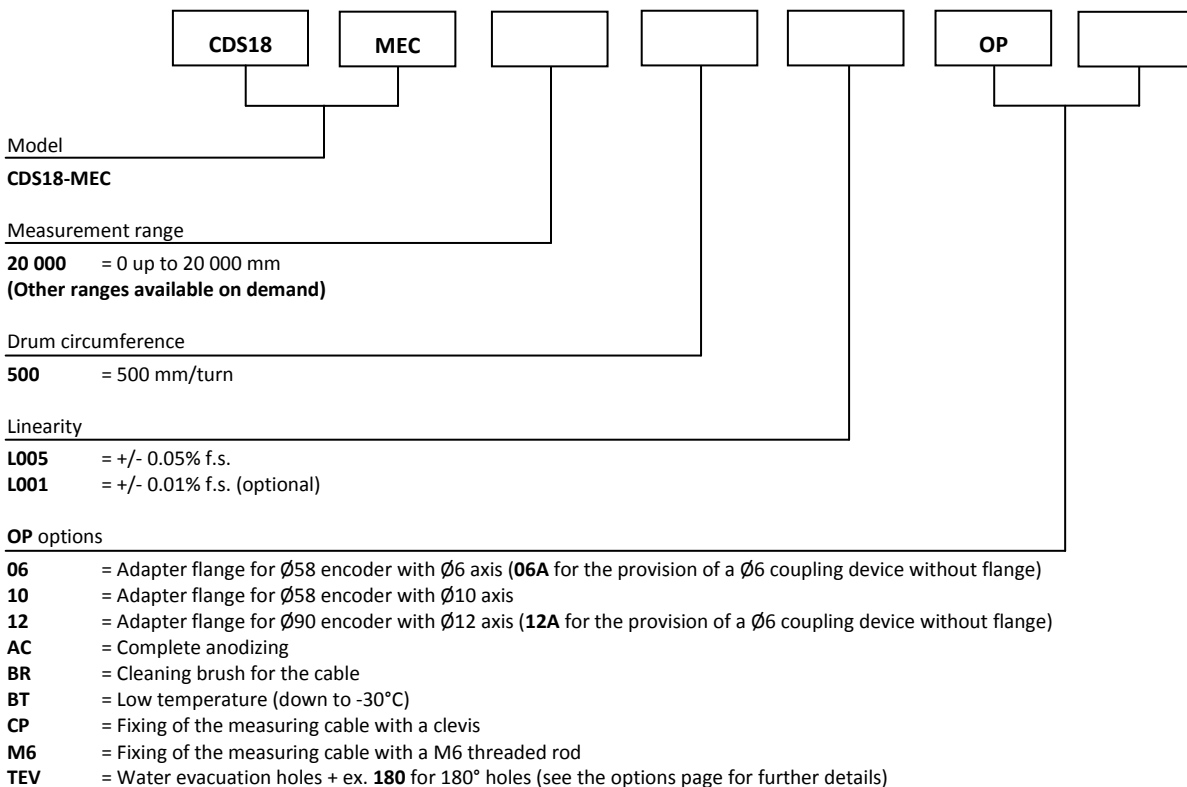 CDS18 MEC OP
Model
CDS18-MEC
Measurement range
20 000 = 0 up to 20 000 mm
(Other ranges available on demand)
Drum circumference
500 = 500 mm/turn
Linearity
L005 = +/- 0.05% f.s.
L001 = +/- 0.01% f.s. (optional)
OP options
06 = Adapter flange for Ø58 encoder with Ø6 axis (06A for the provision of a Ø6 coupling device without flange)
10 = Adapter flange for Ø58 encoder with Ø10 axis
12 = Adapter flange for Ø90 encoder with Ø12 axis (12A for the provision of a Ø6 coupling device without flange)
AC = Complete anodizing
BR = Cleaning brush for the cable
BT = Low temperature (down to -30°C)
CP = Fixing of the measuring cable with a clevis
M6 = Fixing of the measuring cable with a M6 threaded rod
TEV = Water evacuation holes + ex. 180 for 180° holes (see the options page for further details)